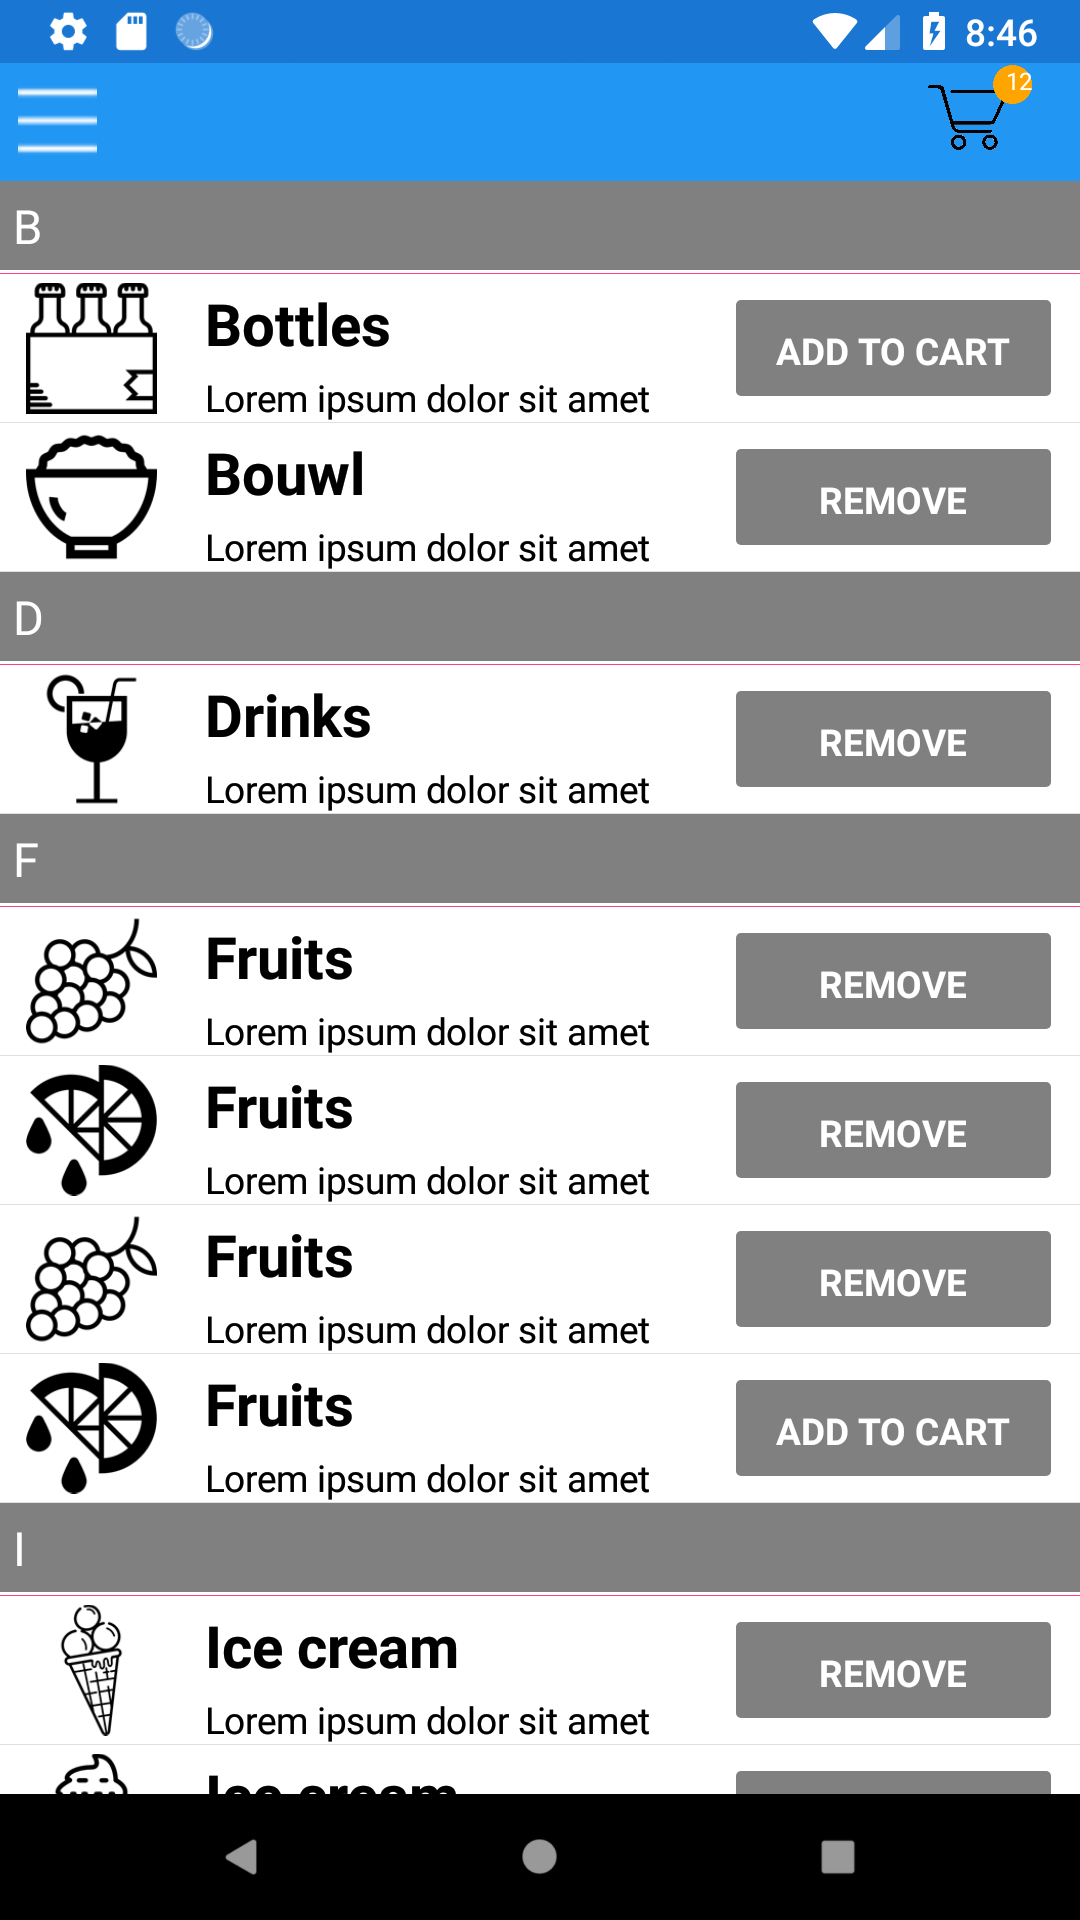 8:46
12
B
Bottles
ADD TO CART
Lorem ipsum dolor sit amet
Bouwl
REMOVE
Lorem ipsum dolor sit amet
D
Drinks
REMOVE
Lorem ipsum dolor sit amet
F
Fruits
REMOVE
Lorem ipsum dolor sit amet
Fruits
REMOVE
Lorem ipsum dolor sit amet
Fruits
REMOVE
Lorem ipsum dolor sit amet
Fruits
ADD TO CART
Lorem ipsum dolor sit amet
I
Ice cream
REMOVE
Lorem ipsum dolor sit amet
Ice cream